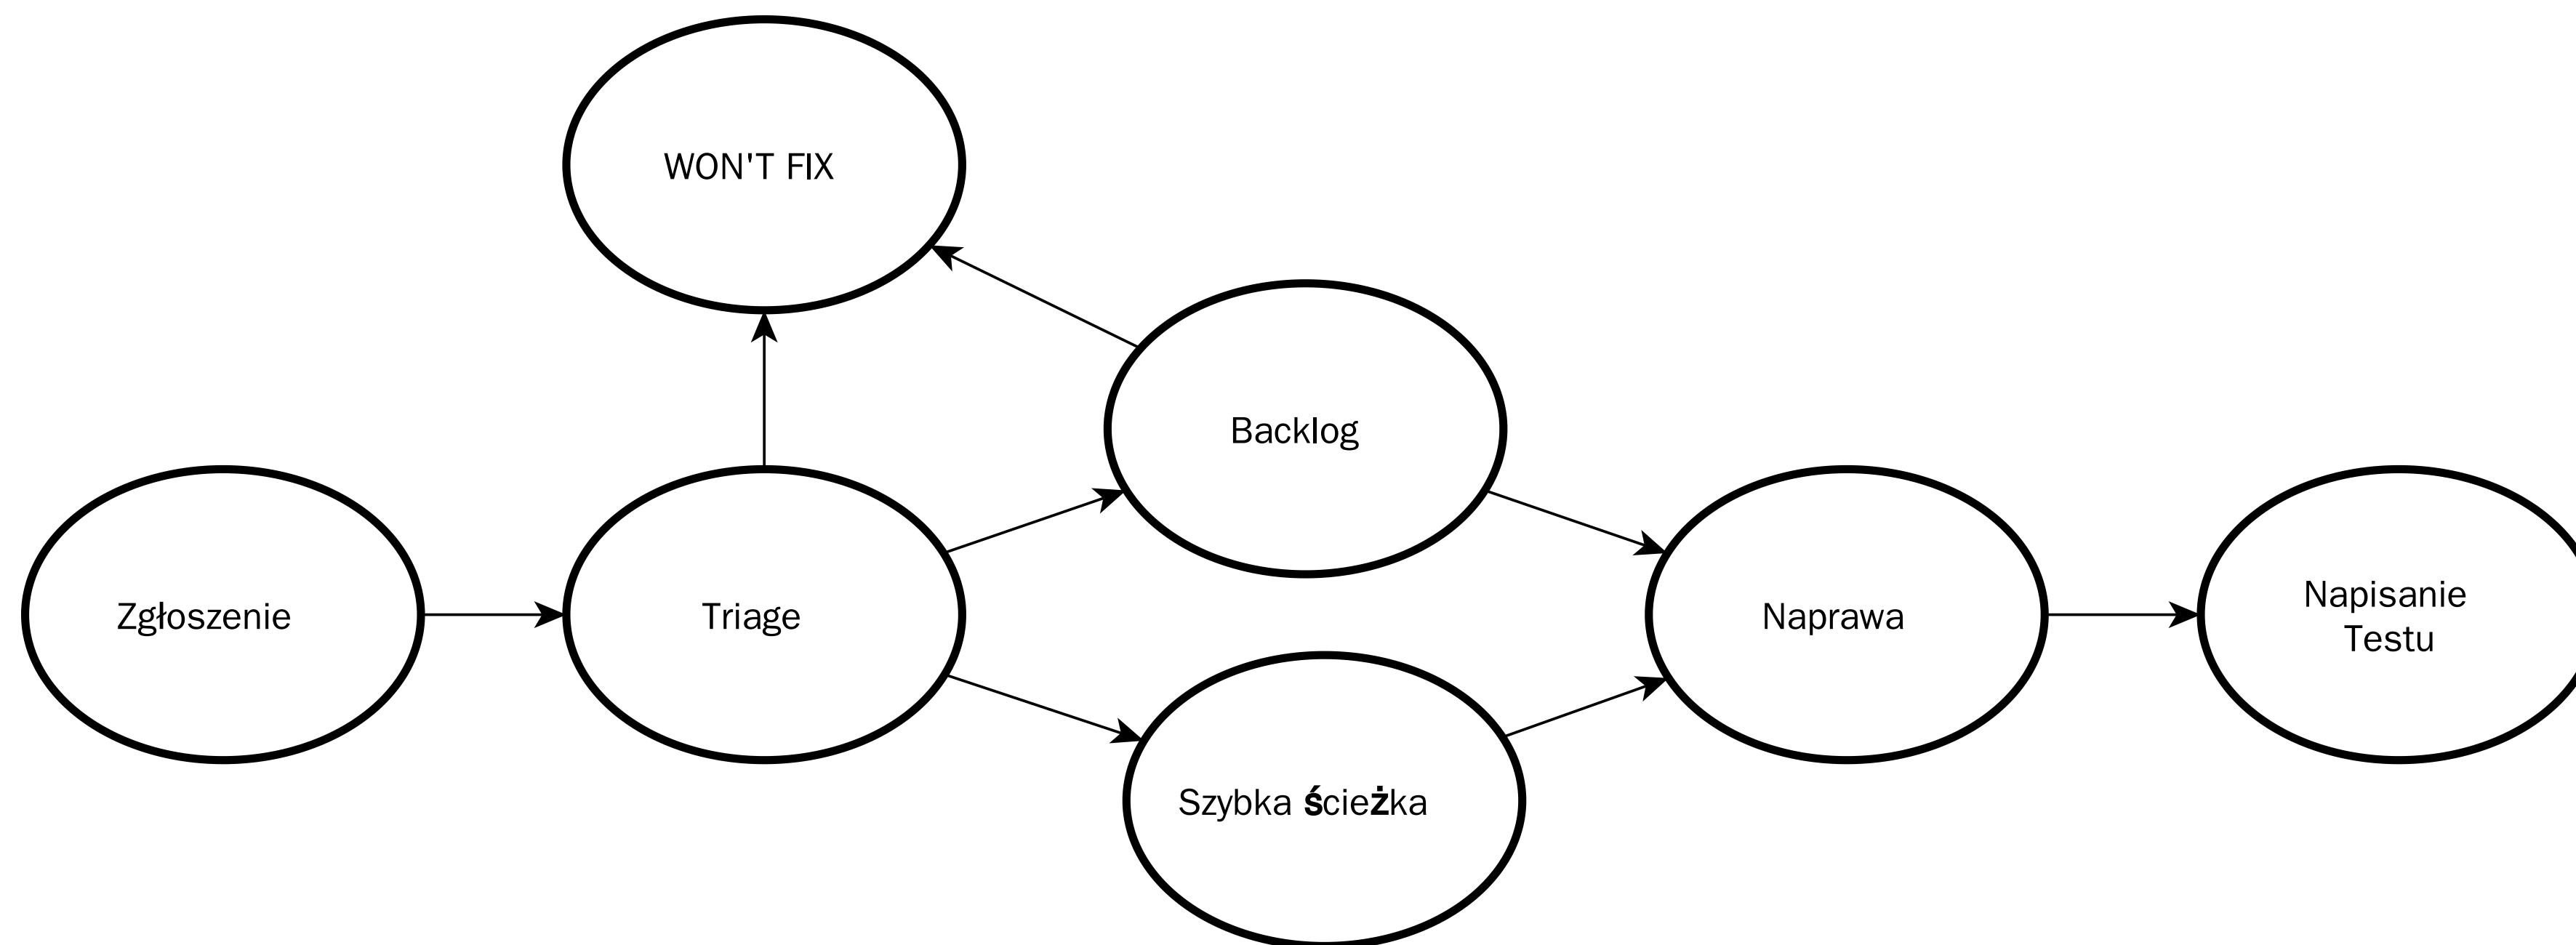 WON'T FIX
Backlog
Zgłoszenie
Triage
Naprawa
Napisanie
Testu
Szybka ścieżka